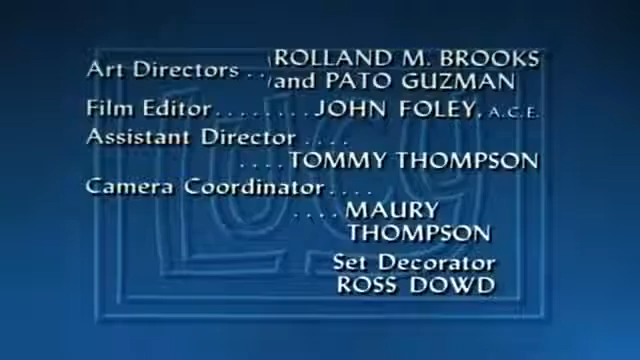 Art Directors . . ROLLAND M. BROOKS
and PATO GUZMAN
Film Editor . . . . . . . . JOHN FOLEY, A.C.E.
Assistant Director . . . .
. . . . TOMMY THOMPSON
Camera Coordinator . . . .
. . . . MAURY
THOMPSON
Set Decorator
ROSS DOWD
Lucy